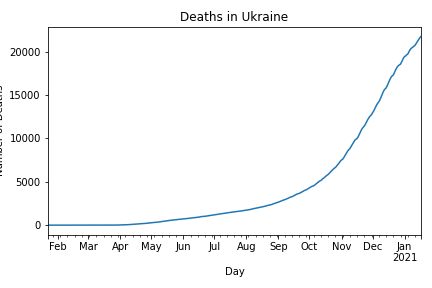 Deaths in Ukraine
Number of Deaths
20000
15000
10000
5000
0
Feb Mar Apr May Jun Jul Aug Sep Oct Nov Dec Jan
2021
Day